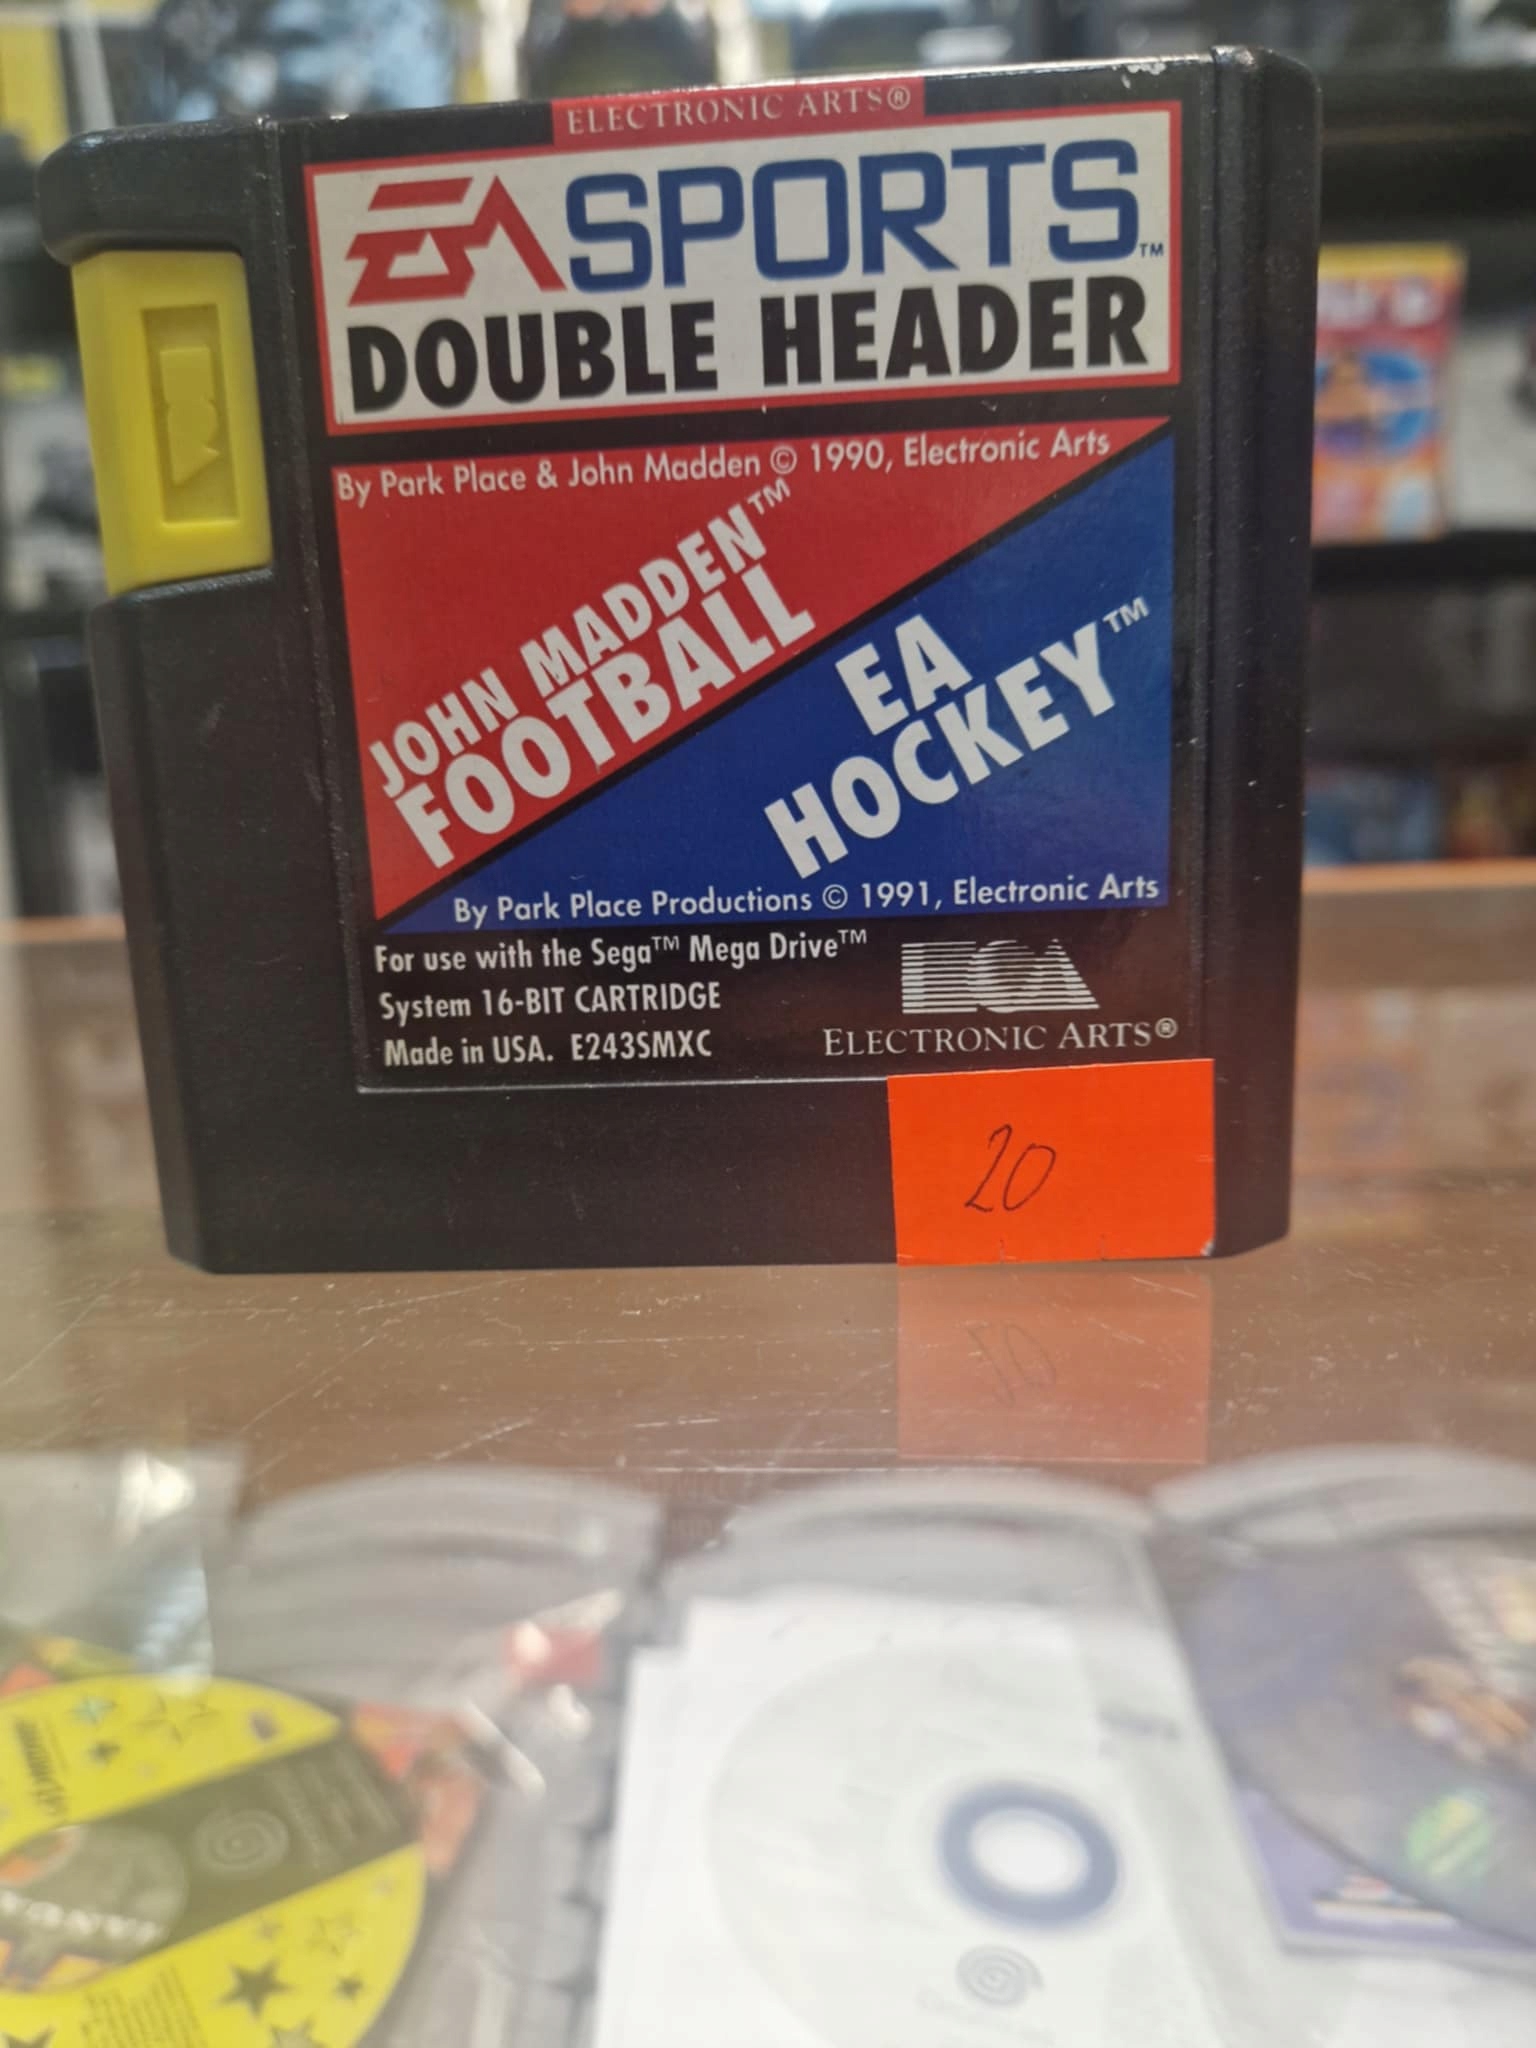 ELECTRONIC ARTS®
EA SPORTS™
DOUBLE HEADER
By Park Place & John Madden © 1990, Electronic Arts
JOHN MADDEN™
FOOTBALL
EA
HOCKEY™
By Park Place Productions © 1991, Electronic Arts
For use with the Sega™ Mega Drive™
System 16-BIT CARTRIDGE
Made in USA. E243SMXC
EA
ELECTRONIC ARTS®
20